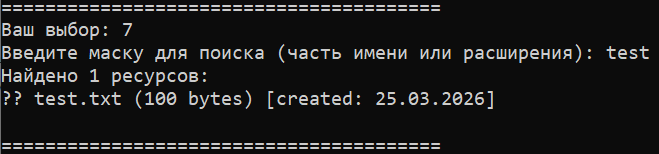 ========================================
Ваш выбор: 7
Введите маску для поиска (часть имени или расширения): test
Найдено 1 ресурсов:
?? test.txt (100 bytes) [created: 25.03.2026]
========================================